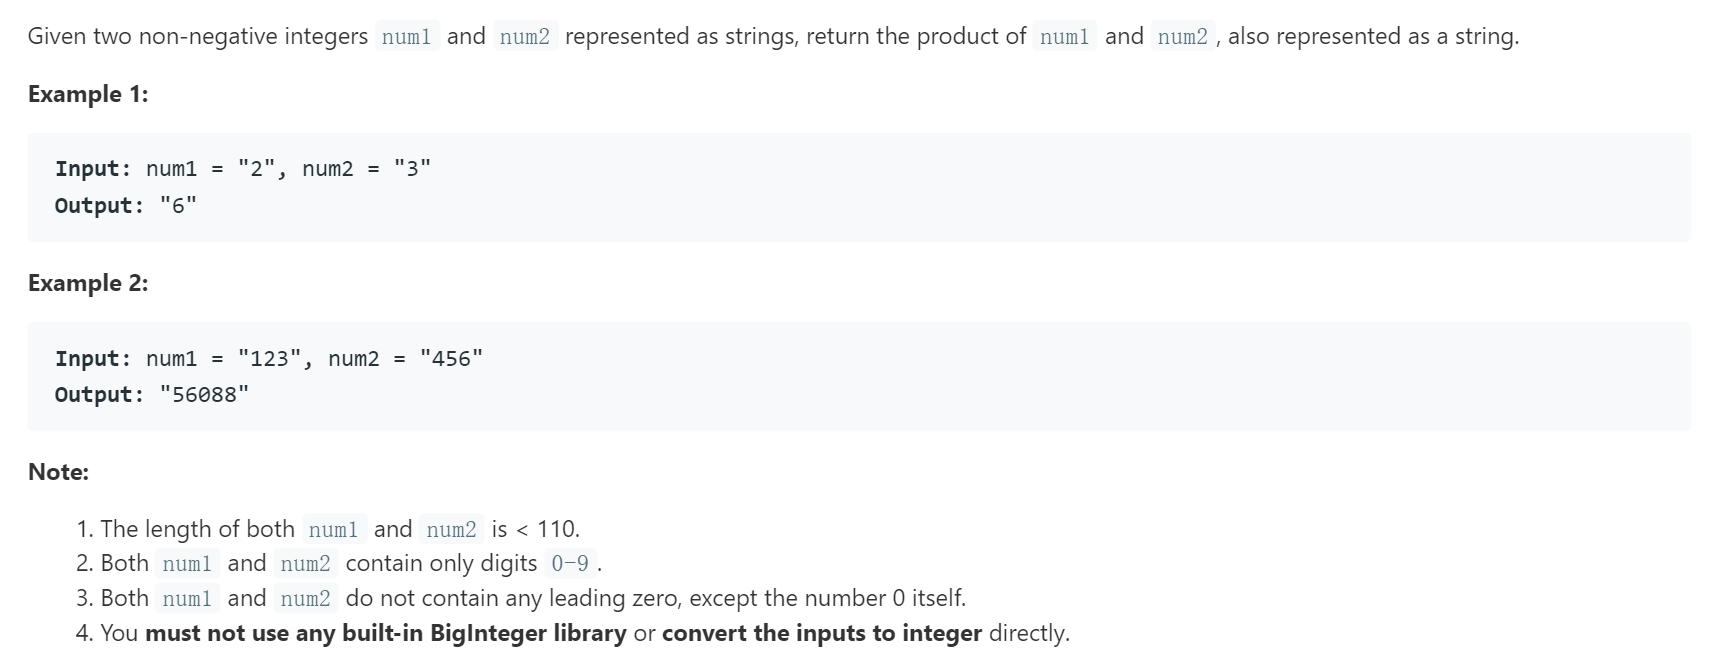 Given two non-negative integers num1 and num2 represented as strings, return the product of num1 and num2 , also represented as a string.
Example 1:
Input: num1 = "2", num2 = "3"
Output: "6"
Example 2:
Input: num1 = "123", num2 = "456"
Output: "56088"
Note:
1. The length of both num1 and num2 is < 110.
2. Both num1 and num2 contain only digits 0-9 .
3. Both num1 and num2 do not contain any leading zero, except the number 0 itself.
4. You must not use any built-in BigInteger library or convert the inputs to integer directly.